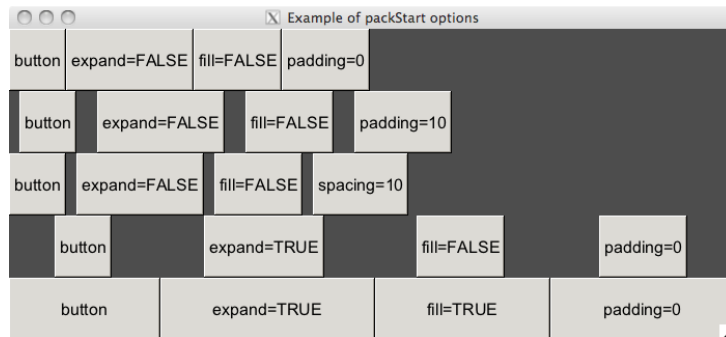 Example of packStart options
button expand=FALSE fill=FALSE padding=0
button expand=FALSE fill=FALSE padding=10
button expand=FALSE fill=FALSE spacing=10
button expand=TRUE fill=FALSE padding=0
button expand=TRUE fill=TRUE padding=0